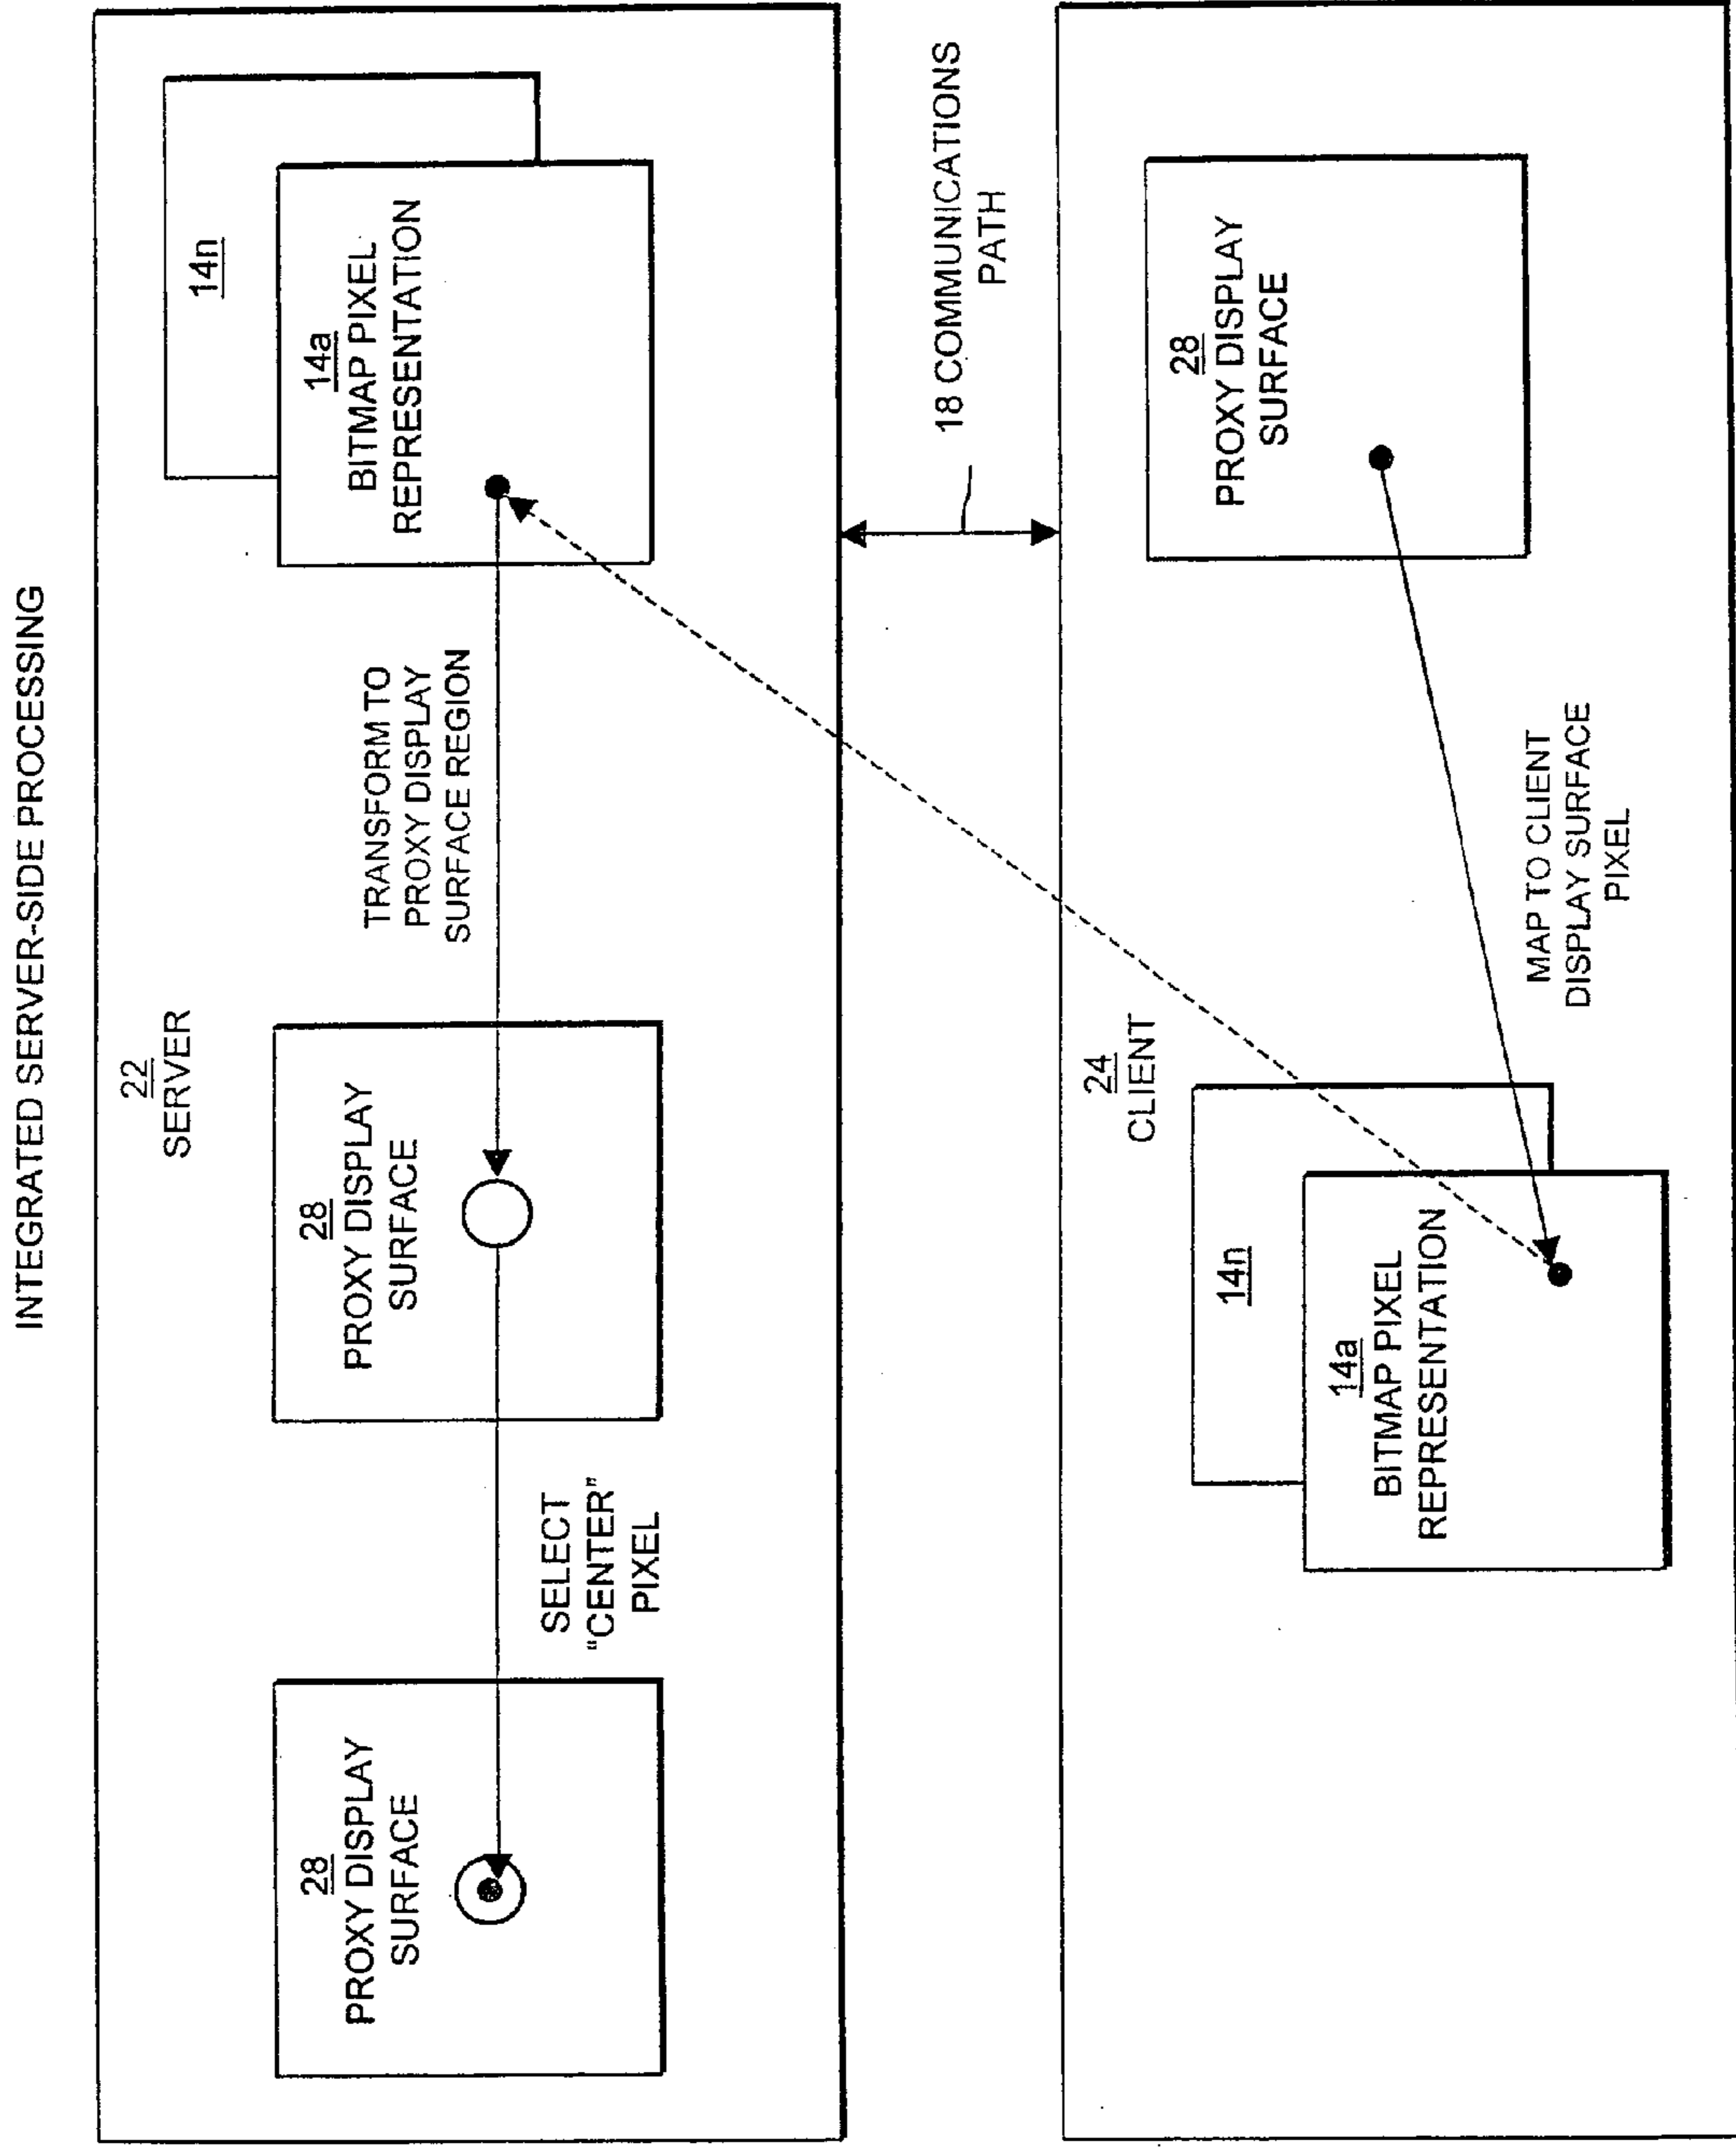 INTEGRATED SERVER-SIDE PROCESSING
22
SERVER
28
PROXY DISPLAY
SURFACE
SELECT
"CENTER"
PIXEL
28
PROXY DISPLAY
SURFACE
TRANSFORM TO
PROXY DISPLAY
SURFACE REGION
14n
14a
BITMAP PIXEL
REPRESENTATION
18 COMMUNICATIONS
PATH
24
CLIENT
14n
14a
BITMAP PIXEL
REPRESENTATION
MAP TO CLIENT
DISPLAY SURFACE
PIXEL
28
PROXY DISPLAY
SURFACE